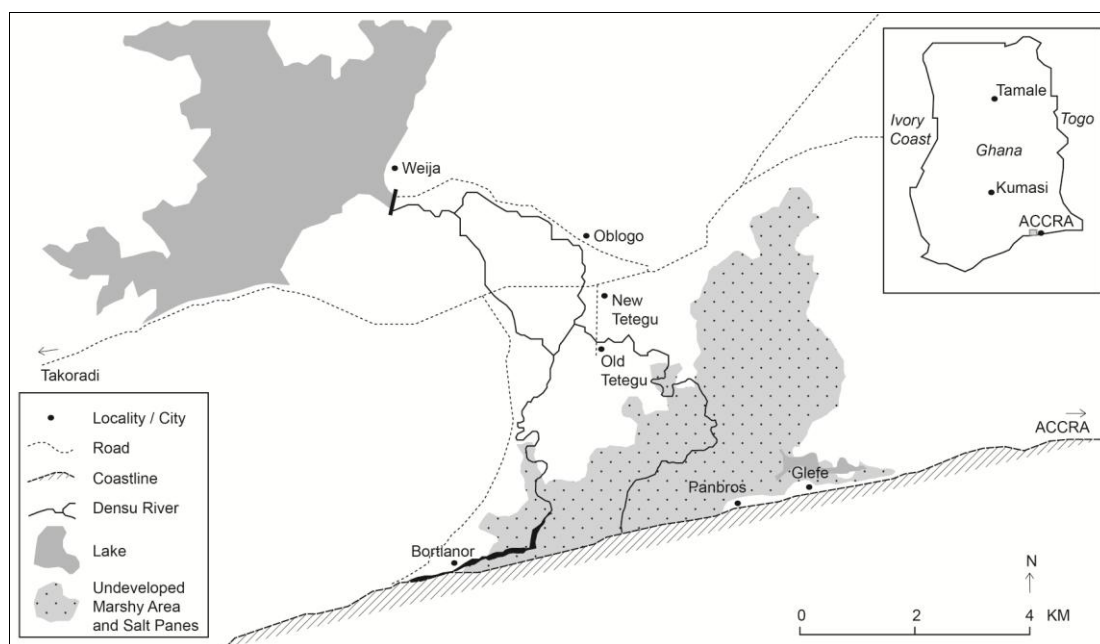 Tamale
Ivory
Coast
Togo
Ghana
Kumasi
ACCRA
Weija
Oblogo
New
Tetegu
Old
Tetegu
Takoradi
ACCRA
Glefe
Panbros
Bortianor
Locality / City
Road
Coastline
Densu River
Lake
Undeveloped
Marshy Area
and Salt Panes
N
0 2 4 KM